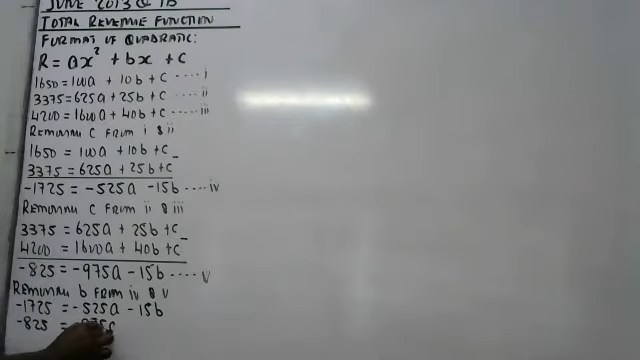 JUNE 2013 Q 1B
TOTAL REVENUE FUNCTION
FORMAT OF QUADRATIC:
R = ax² + bx + c
1650 = 100a + 10b + c ---- i
3375 = 625a + 25b + c ---- ii
4200 = 1600a + 40b + c ---- iii
REMOVING C FROM i & ii
1650 = 100a + 10b + c _
3375 = 625a + 25b + c
-1725 = -525a - 15b ---- iv
REMOVING C FROM ii & iii
3375 = 625a + 25b + c _
4200 = 1600a + 40b + c
-825 = -975a - 15b ---- v
REMOVING b FROM iv & v
-1725 = -525a - 15b
-825 = -975a